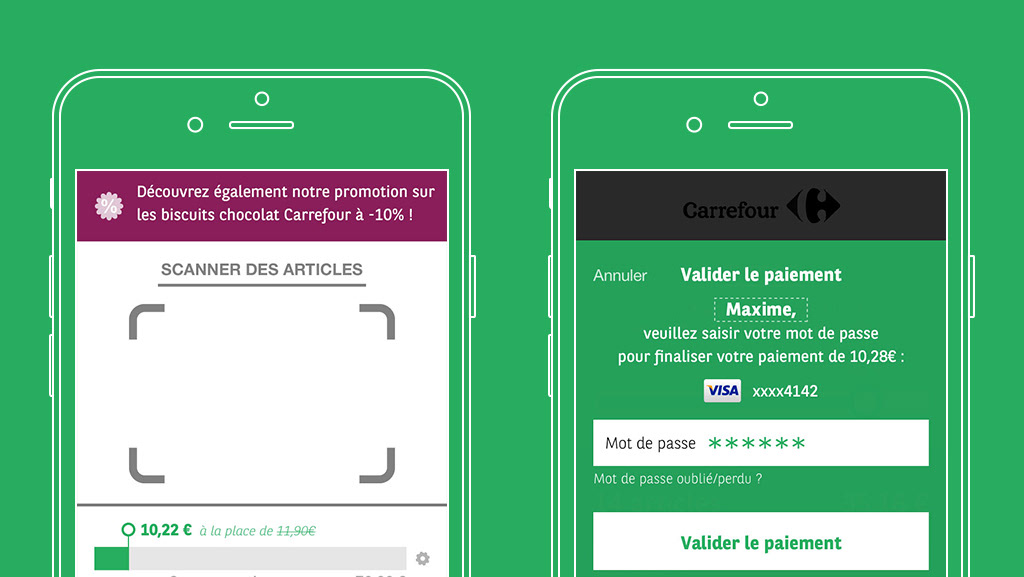 Découvrez également notre promotion sur
les biscuits chocolat Carrefour à -10% !
SCANNER DES ARTICLES
10,22 € à la place de 11,90€
Carrefour
Annuler Valider le paiement
Maxime,
veuillez saisir votre mot de passe
pour finaliser votre paiement de 10,28€ :
VISA xxxx4142
Mot de passe ******
Mot de passe oublié/perdu ?
Valider le paiement